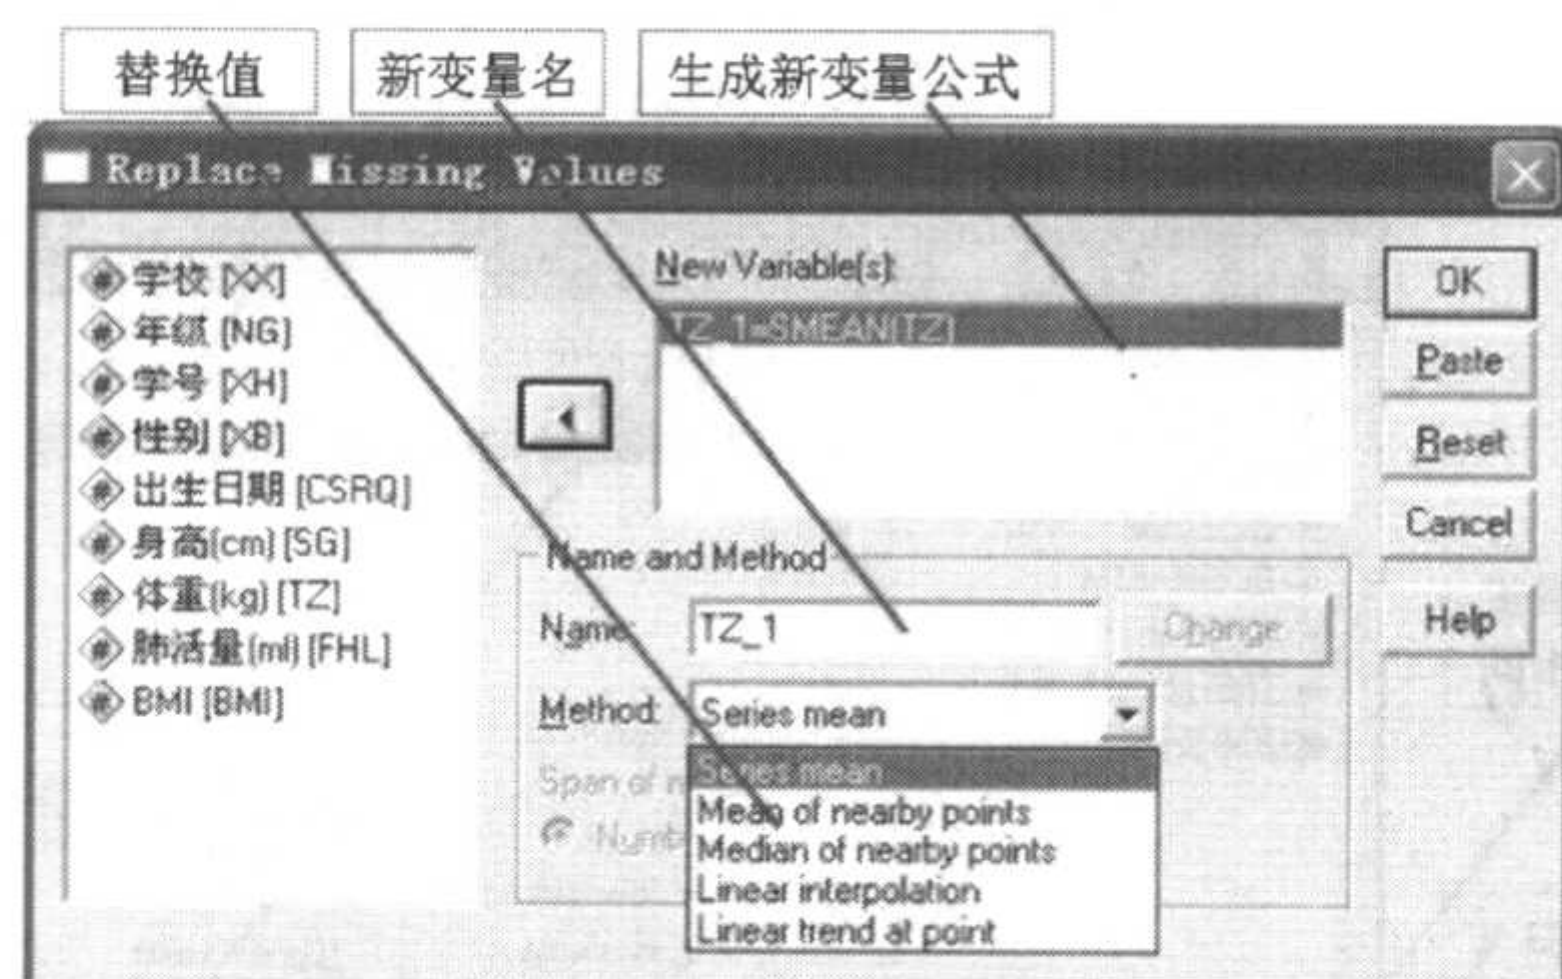 替换值 新变量名 生成新变量公式
Replace Missing Values
学校 [XX]
年级 [NG]
学号 [XH]
性别 [XB]
出生日期 [CSRQ]
身高(cm) [SG]
体重(kg) [TZ]
肺活量(ml) [FHL]
BMI [BMI]
New Variable(s):
TZ_1=SMEAN(TZ)
Name and Method
Name: TZ_1 Change
Method: Series mean
Series mean
Mean of nearby points
Median of nearby points
Linear interpolation
Linear trend at point
Span of
OK
Paste
Reset
Cancel
Help